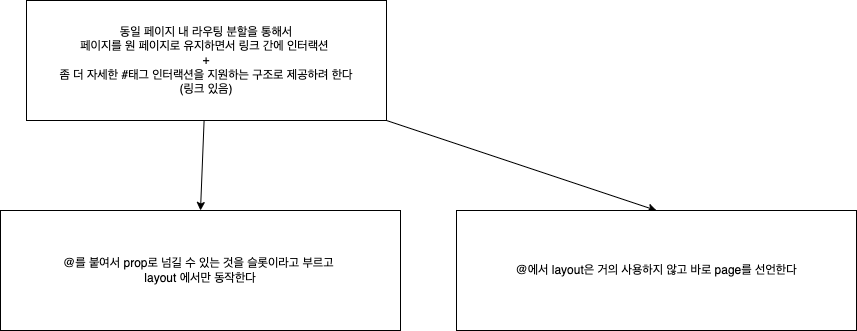 동일 페이지 내 라우팅 분할을 통해서
페이지를 원 페이지로 유지하면서 링크 간에 인터랙션
+
좀 더 자세한 #태그 인터랙션을 지원하는 구조로 제공하려 한다
(링크 있음)
@를 붙여서 prop로 넘길 수 있는 것을 슬롯이라고 부르고
layout 에서만 동작한다
@에서 layout은 거의 사용하지 않고 바로 page를 선언한다